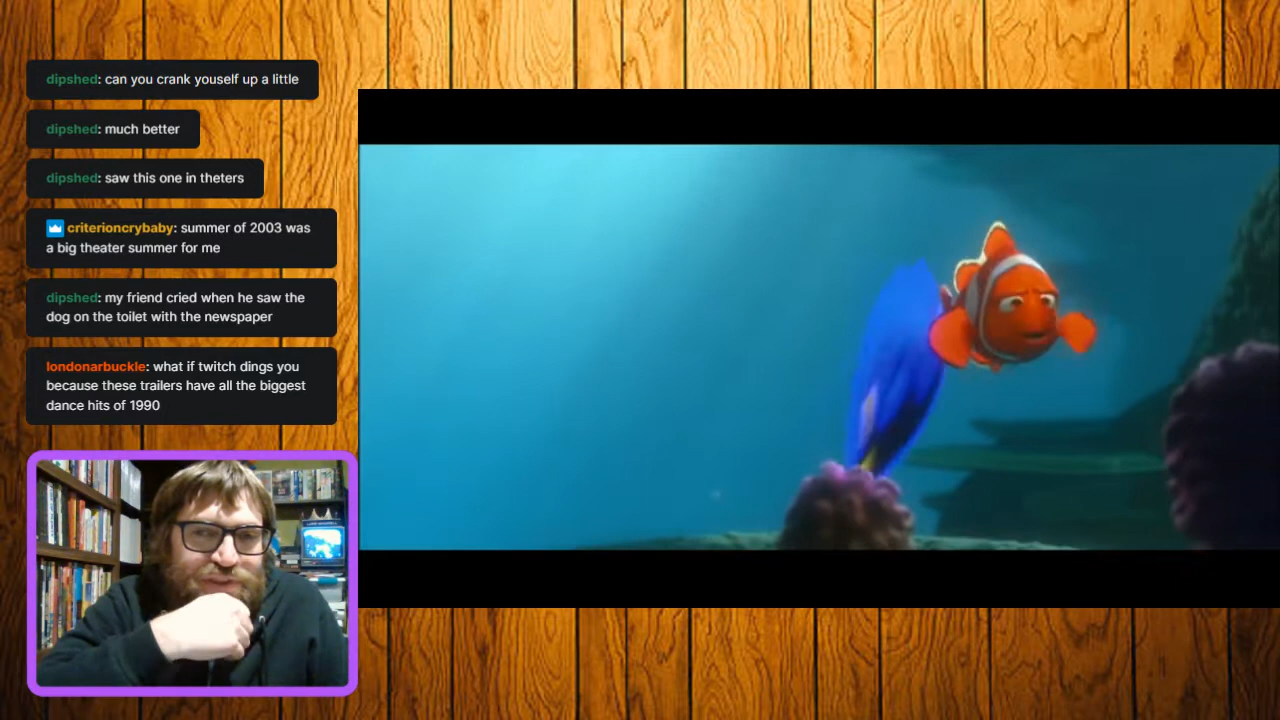 dipshed: can you crank youself up a little
dipshed: much better
dipshed: saw this one in theters
criterioncrybaby: summer of 2003 was
a big theater summer for me
dipshed: my friend cried when he saw the
dog on the toilet with the newspaper
londonarbuckle: what if twitch dings you
because these trailers have all the biggest
dance hits of 1990